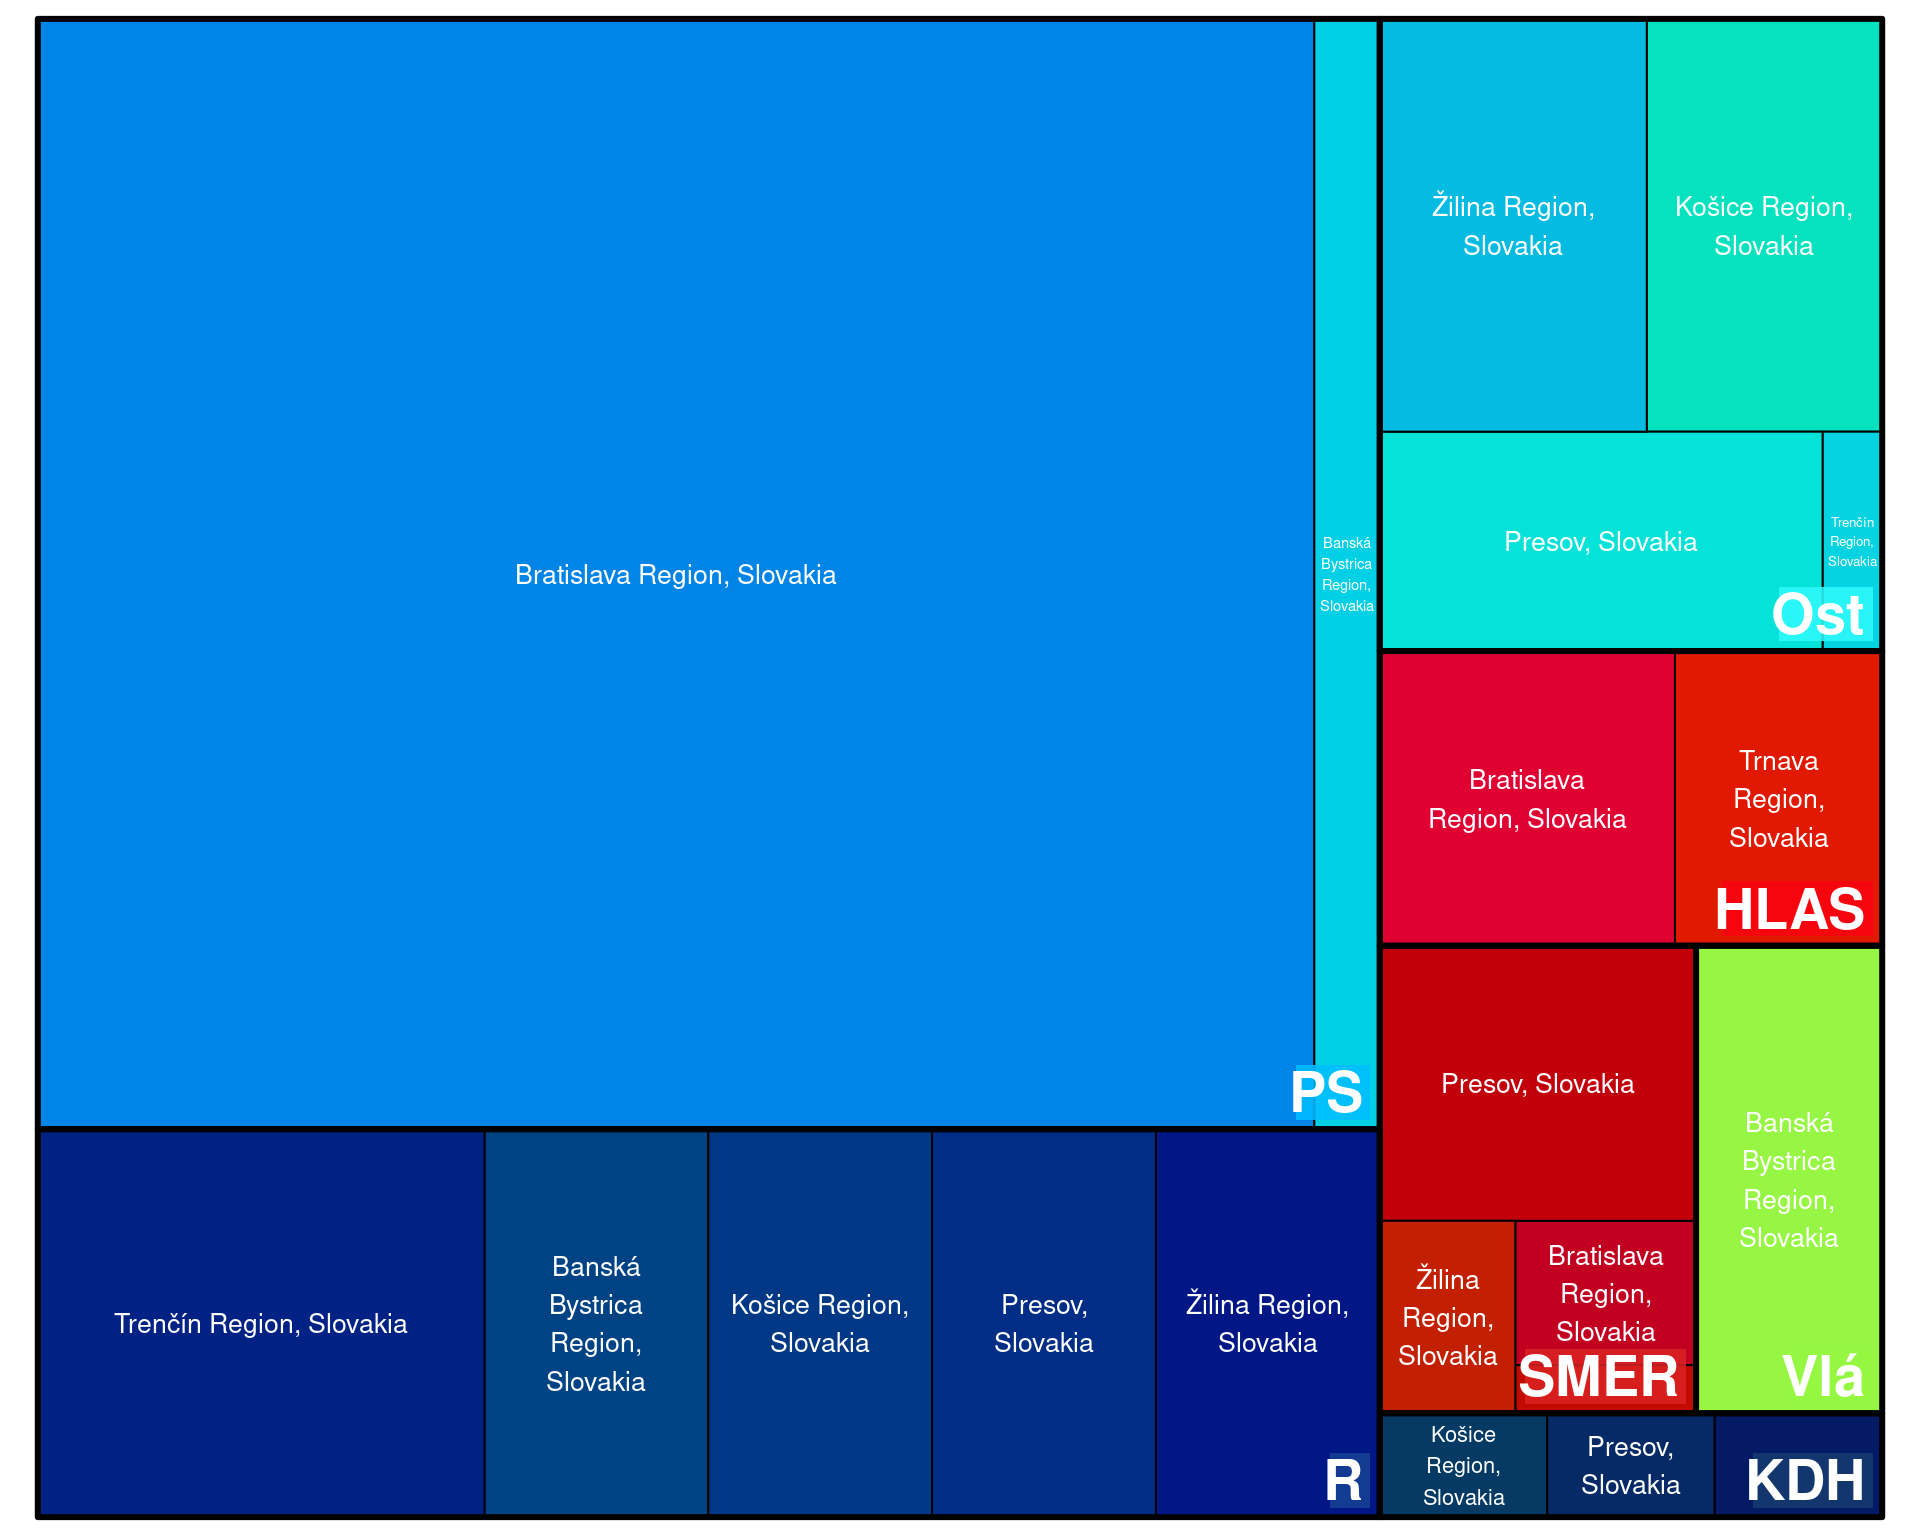 Bratislava Region, Slovakia
Banská
Bystrica
Region,
Slovakia
PS
Trenčín Region, Slovakia
Banská
Bystrica
Region,
Slovakia
Košice Region,
Slovakia
Presov,
Slovakia
Žilina Region,
Slovakia
R
Žilina Region,
Slovakia
Košice Region,
Slovakia
Presov, Slovakia
Trenčín
Region,
Slovakia
Ost
Bratislava
Region, Slovakia
Trnava
Region,
Slovakia
HLAS
Presov, Slovakia
Žilina
Region,
Slovakia
Bratislava
Region,
Slovakia
SMER
Banská
Bystrica
Region,
Slovakia
Vlá
Košice
Region,
Slovakia
Presov,
Slovakia
KDH